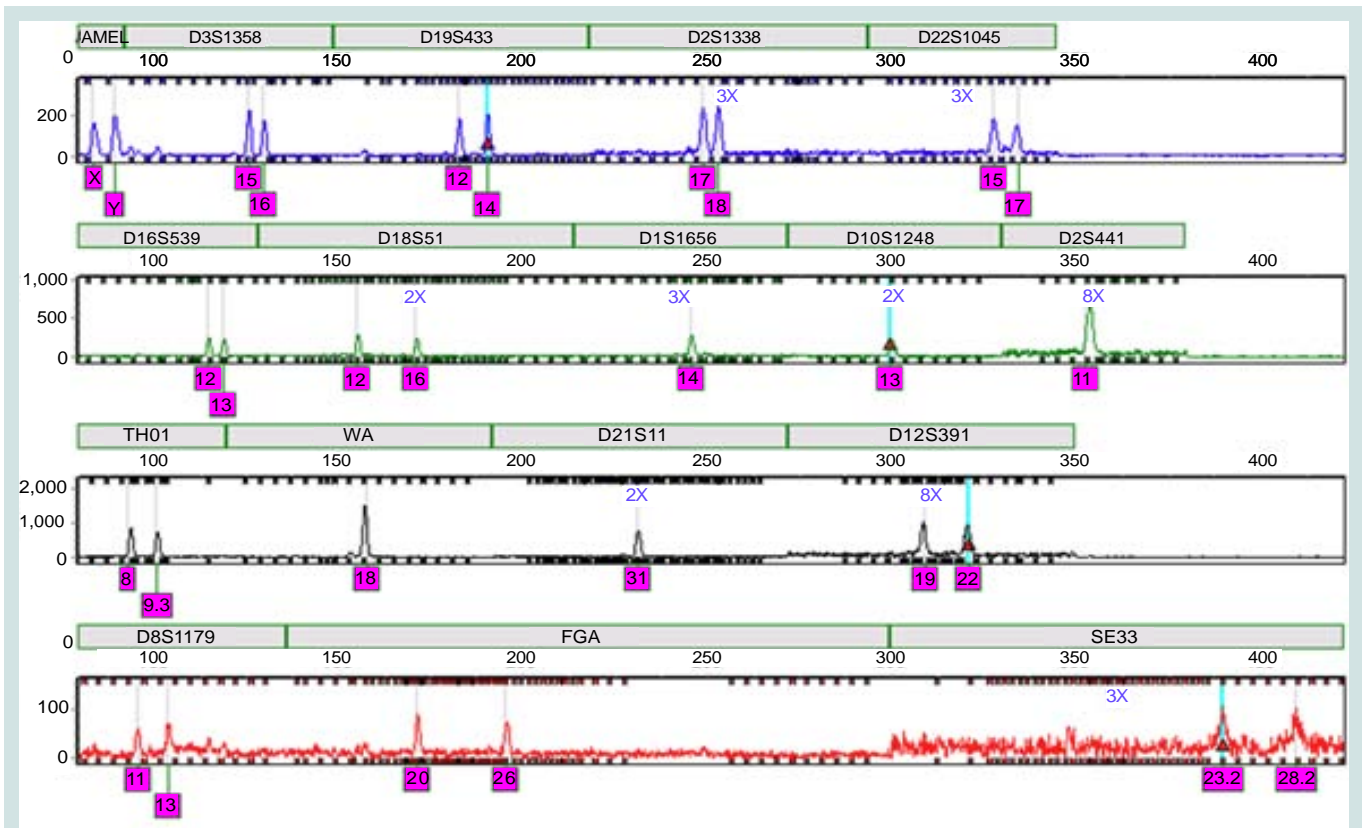 AMEL D3S1358 D19S433 D2S1338 D22S1045
0 100 150 200 250 300 350 400
3X 3X
200
0
X 15 12 17 15
Y 16 14 18 17
D16S539 D18S51 D1S1656 D10S1248 D2S441
100 150 200 250 300 350 400
1,000
2X 3X 2X 8X
500
0
12 12 16 14 13 11
13
TH01 WA D21S11 D12S391
100 150 200 250 300 350 400
2,000
2X 8X
1,000
0
8 18 31 19 22
9.3
0 D8S1179 FGA SE33
100 150 200 250 300 350 400
3X
100
0
11 20 26 23.2 28.2
13